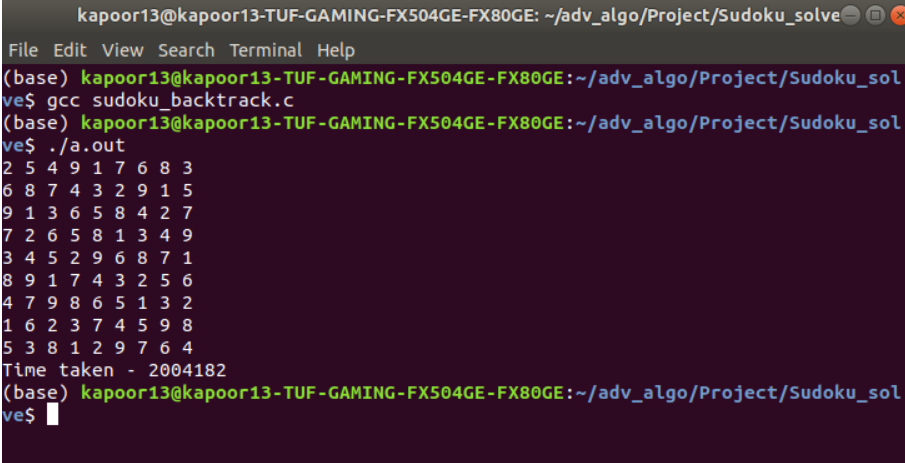 kapoor13@kapoor13-TUF-GAMING-FX504GE-FX80GE: ~/adv_algo/Project/Sudoku_solve
File Edit View Search Terminal Help
(base) kapoor13@kapoor13-TUF-GAMING-FX504GE-FX80GE:~/adv_algo/Project/Sudoku_sol
ve$ gcc sudoku_backtrack.c
(base) kapoor13@kapoor13-TUF-GAMING-FX504GE-FX80GE:~/adv_algo/Project/Sudoku_sol
ve$ ./a.out
2 5 4 9 1 7 6 8 3
6 8 7 4 3 2 9 1 5
9 1 3 6 5 8 4 2 7
7 2 6 5 8 1 3 4 9
3 4 5 2 9 6 8 7 1
8 9 1 7 4 3 2 5 6
4 7 9 8 6 5 1 3 2
1 6 2 3 7 4 5 9 8
5 3 8 1 2 9 7 6 4
Time taken - 2004182
(base) kapoor13@kapoor13-TUF-GAMING-FX504GE-FX80GE:~/adv_algo/Project/Sudoku_sol
ve$